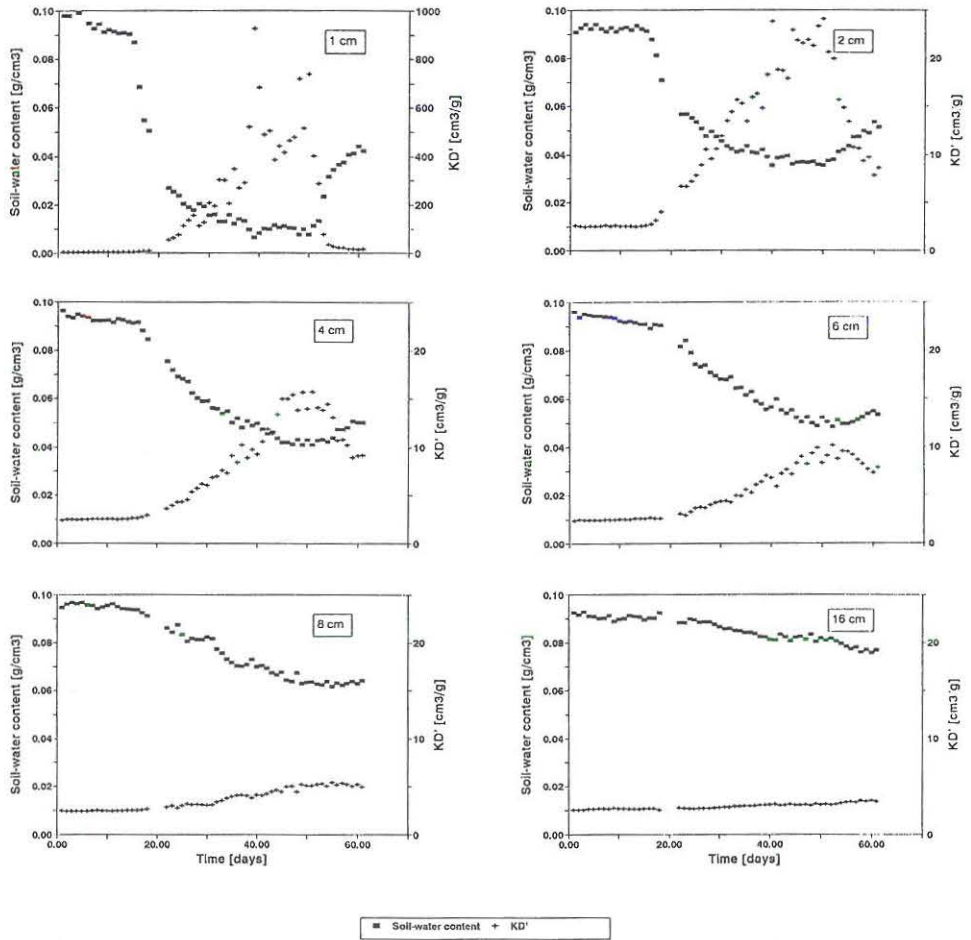 0.10
0.08
0.06
0.04
0.02
0.00
Soil-water content [g/cm3]
1 cm
1000
800
600
400
200
0
KD' [cm3/g]
0.10
0.08
0.06
0.04
0.02
0.00
Soil-water content [g/cm3]
2 cm
20
10
0
KD' [cm3/g]
0.10
0.08
0.06
0.04
0.02
0.00
Soil-water content [g/cm3]
4 cm
20
10
0
KD' [cm3/g]
0.10
0.08
0.06
0.04
0.02
0.00
Soil-water content [g/cm3]
6 cm
20
10
0
KD' [cm3/g]
0.10
0.08
0.06
0.04
0.02
0.00
Soil-water content [g/cm3]
8 cm
20
10
0
KD' [cm3/g]
0.00 20.00 40.00 60.00
Time [days]
0.10
0.08
0.06
0.04
0.02
0.00
Soil-water content [g/cm3]
16 cm
20
10
0
KD' [cm3/g]
0.00 20.00 40.00 60.00
Time [days]
Soil-water content + KD'